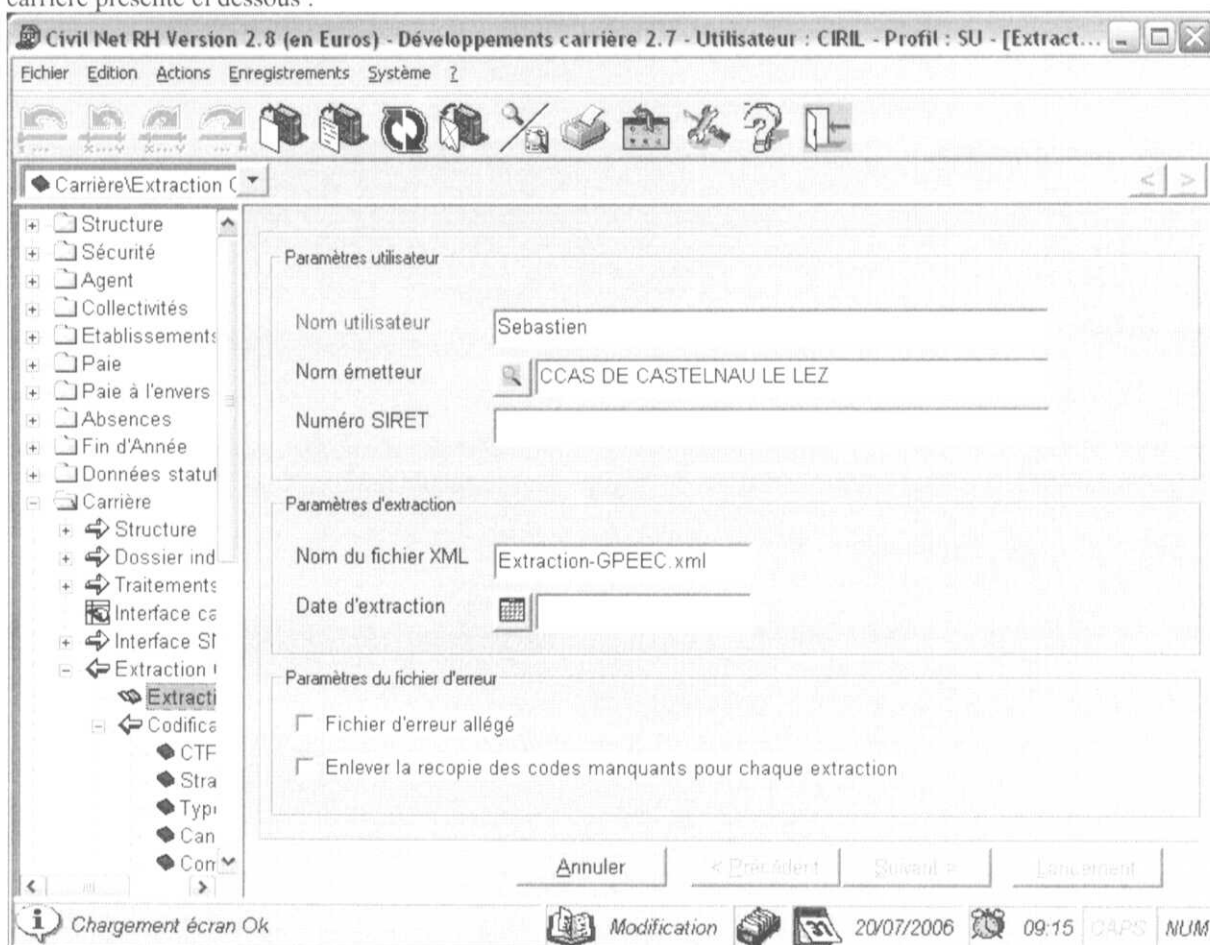 carrière présenté ci dessous :
Civil Net RH Version 2.8 (en Euros) - Développements carrière 2.7 - Utilisateur : CIRIL - Profil : SU - [Extract...
Fichier Edition Actions Enregistrements Système ?
Carrière\Extraction
< >
Structure
Sécurité
Agent
Collectivités
Etablissements
Paie
Paie à l'envers
Absences
Fin d'Année
Données statut
Carrière
Structure
Dossier ind
Traitements
Interface ca
Interface SI
Extraction
Extracti
Codifica
CTF
Stra
Type
Can
Com
Paramètres utilisateur
Nom utilisateur Sebastien
Nom émetteur CCAS DE CASTELNAU LE LEZ
Numéro SIRET
Paramètres d'extraction
Nom du fichier XML Extraction-GPEEC.xml
Date d'extraction
Paramètres du fichier d'erreur
Fichier d'erreur allégé
Enlever la recopie des codes manquants pour chaque extraction
Annuler < Précédent Suivant > Lancement
Chargement écran Ok Modification 20/07/2006 09:15 CAPS NUM